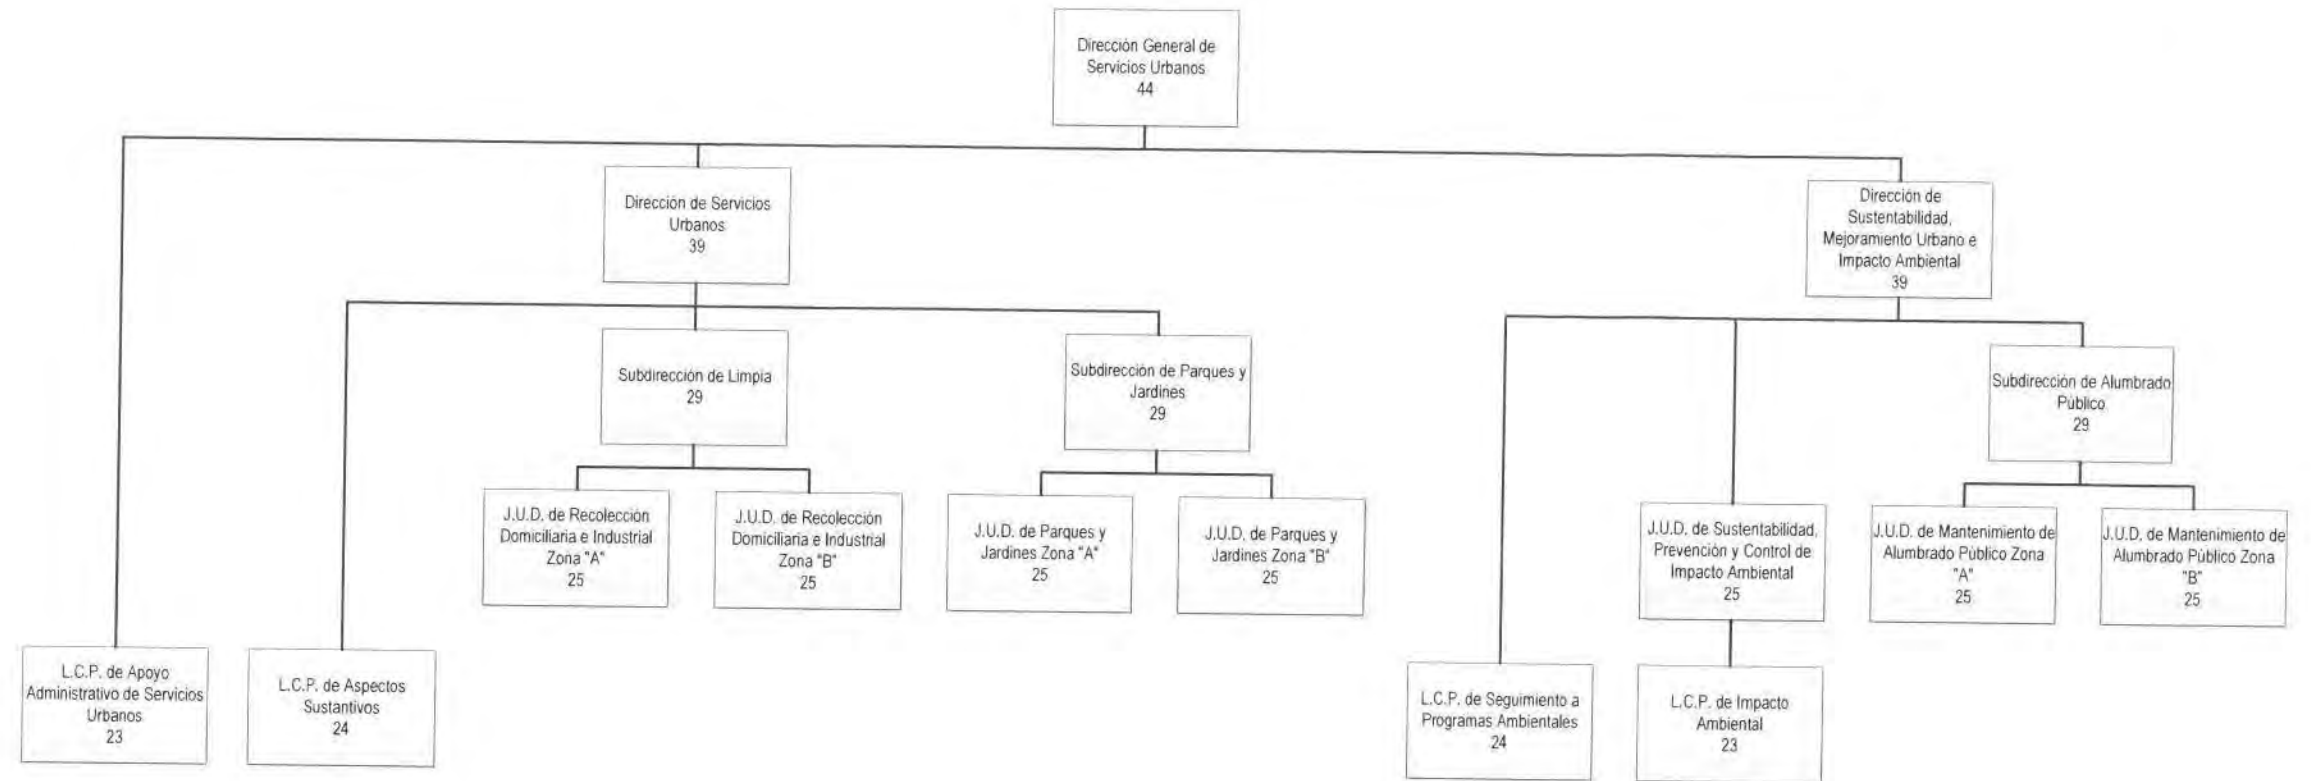 Dirección General de
Servicios Urbanos
44
Dirección de Servicios
Urbanos
39
Dirección de
Sustentabilidad,
Mejoramiento Urbano e
Impacto Ambiental
39
Subdirección de Limpia
29
Subdirección de Parques y
Jardines
29
Subdirección de Alumbrado
Público
29
J.U.D. de Recolección
Domiciliaria e Industrial
Zona "A"
25
J.U.D. de Recolección
Domiciliaria e Industrial
Zona "B"
25
J.U.D. de Parques y
Jardines Zona "A"
25
J.U.D. de Parques y
Jardines Zona "B"
25
J.U.D. de Sustentabilidad,
Prevención y Control de
Impacto Ambiental
25
J.U.D. de Mantenimiento de
Alumbrado Público Zona
"A"
25
J.U.D. de Mantenimiento de
Alumbrado Público Zona
"B"
25
L.C.P. de Apoyo
Administrativo de Servicios
Urbanos
23
L.C.P. de Aspectos
Sustantivos
24
L.C.P. de Seguimiento a
Programas Ambientales
24
L.C.P. de Impacto
Ambiental
23